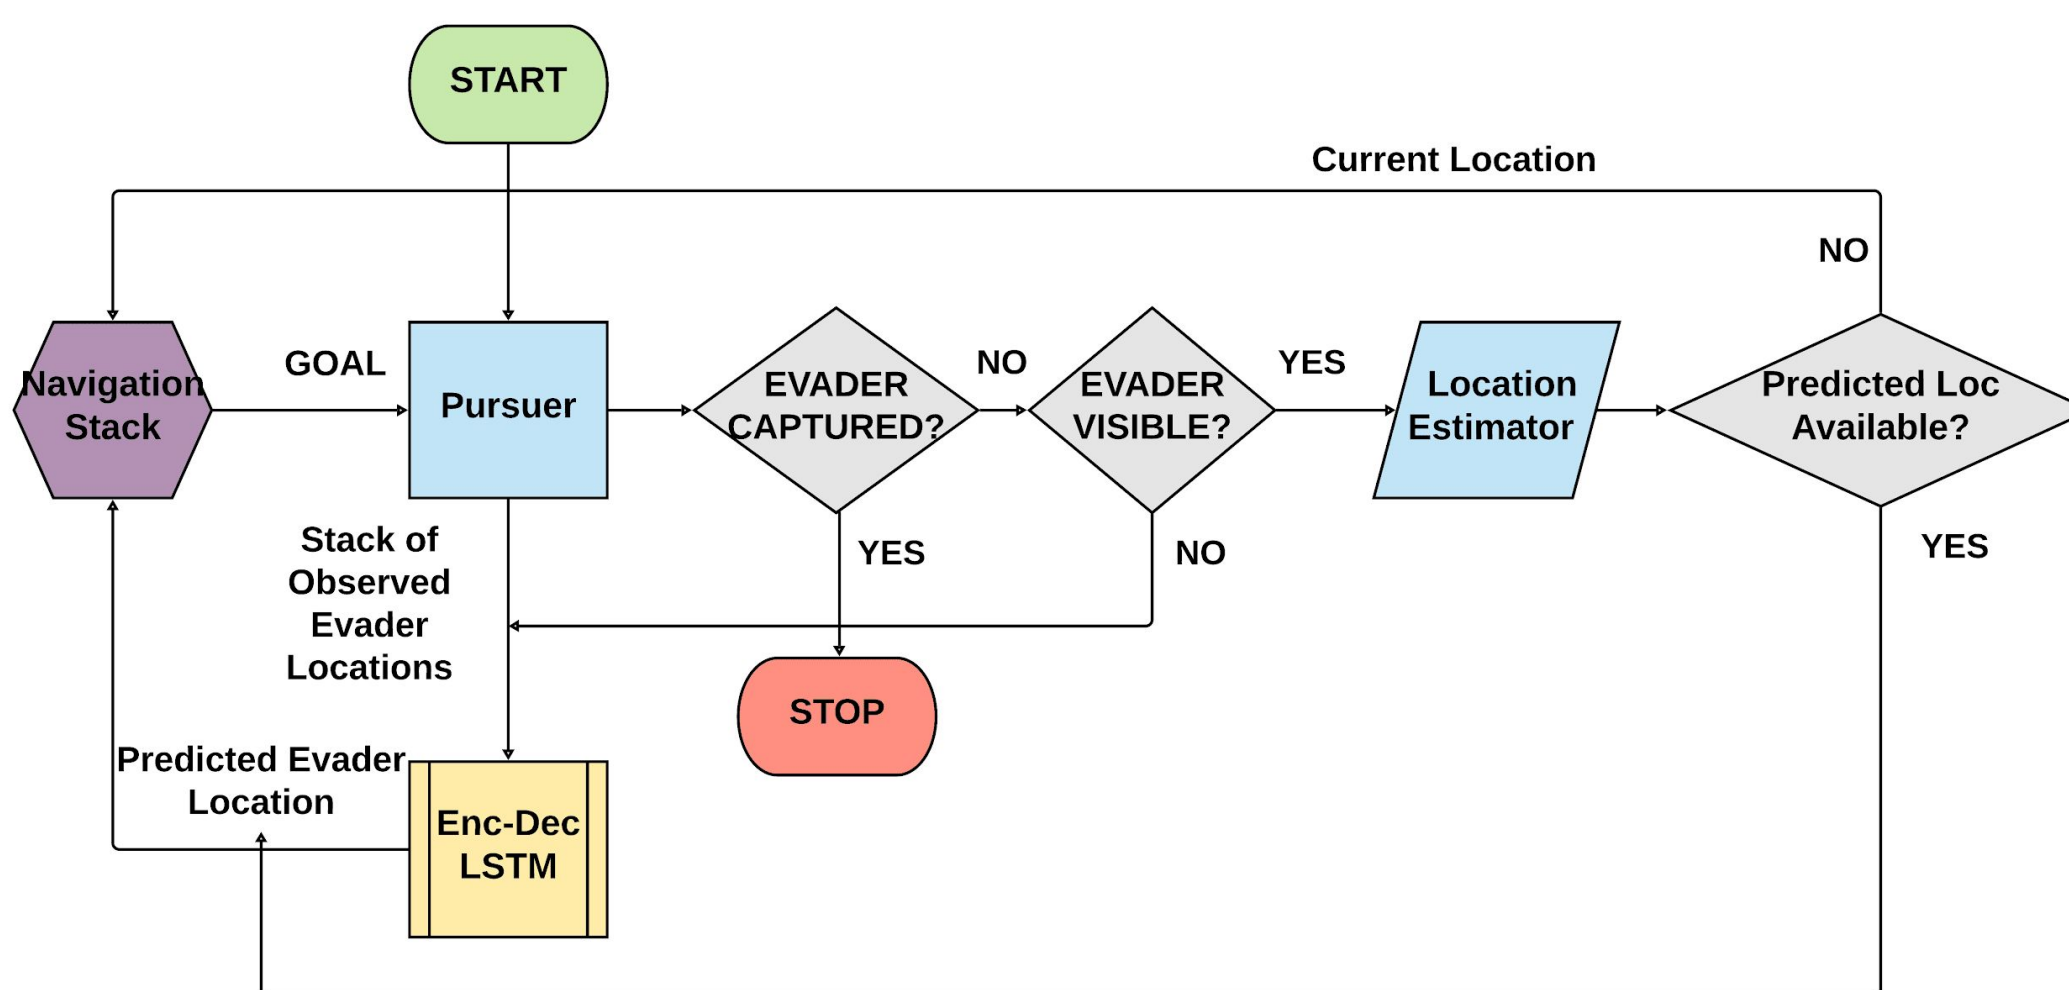 START
Current Location
NO
Navigation
Stack
GOAL
Pursuer
EVADER
CAPTURED?
NO
EVADER
VISIBLE?
YES
Location
Estimator
Predicted Loc
Available?
Stack of
Observed
Evader
Locations
YES
NO
YES
STOP
Predicted Evader
Location
Enc-Dec
LSTM